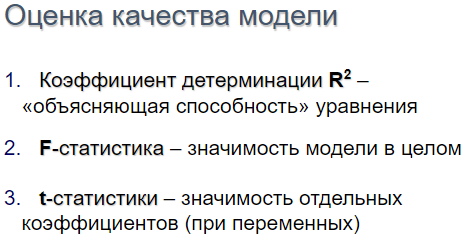 Оценка качества модели
1. Коэффициент детерминации R² –
«объясняющая способность» уравнения
2. F-статистика – значимость модели в целом
3. t-статистики – значимость отдельных
коэффициентов (при переменных)